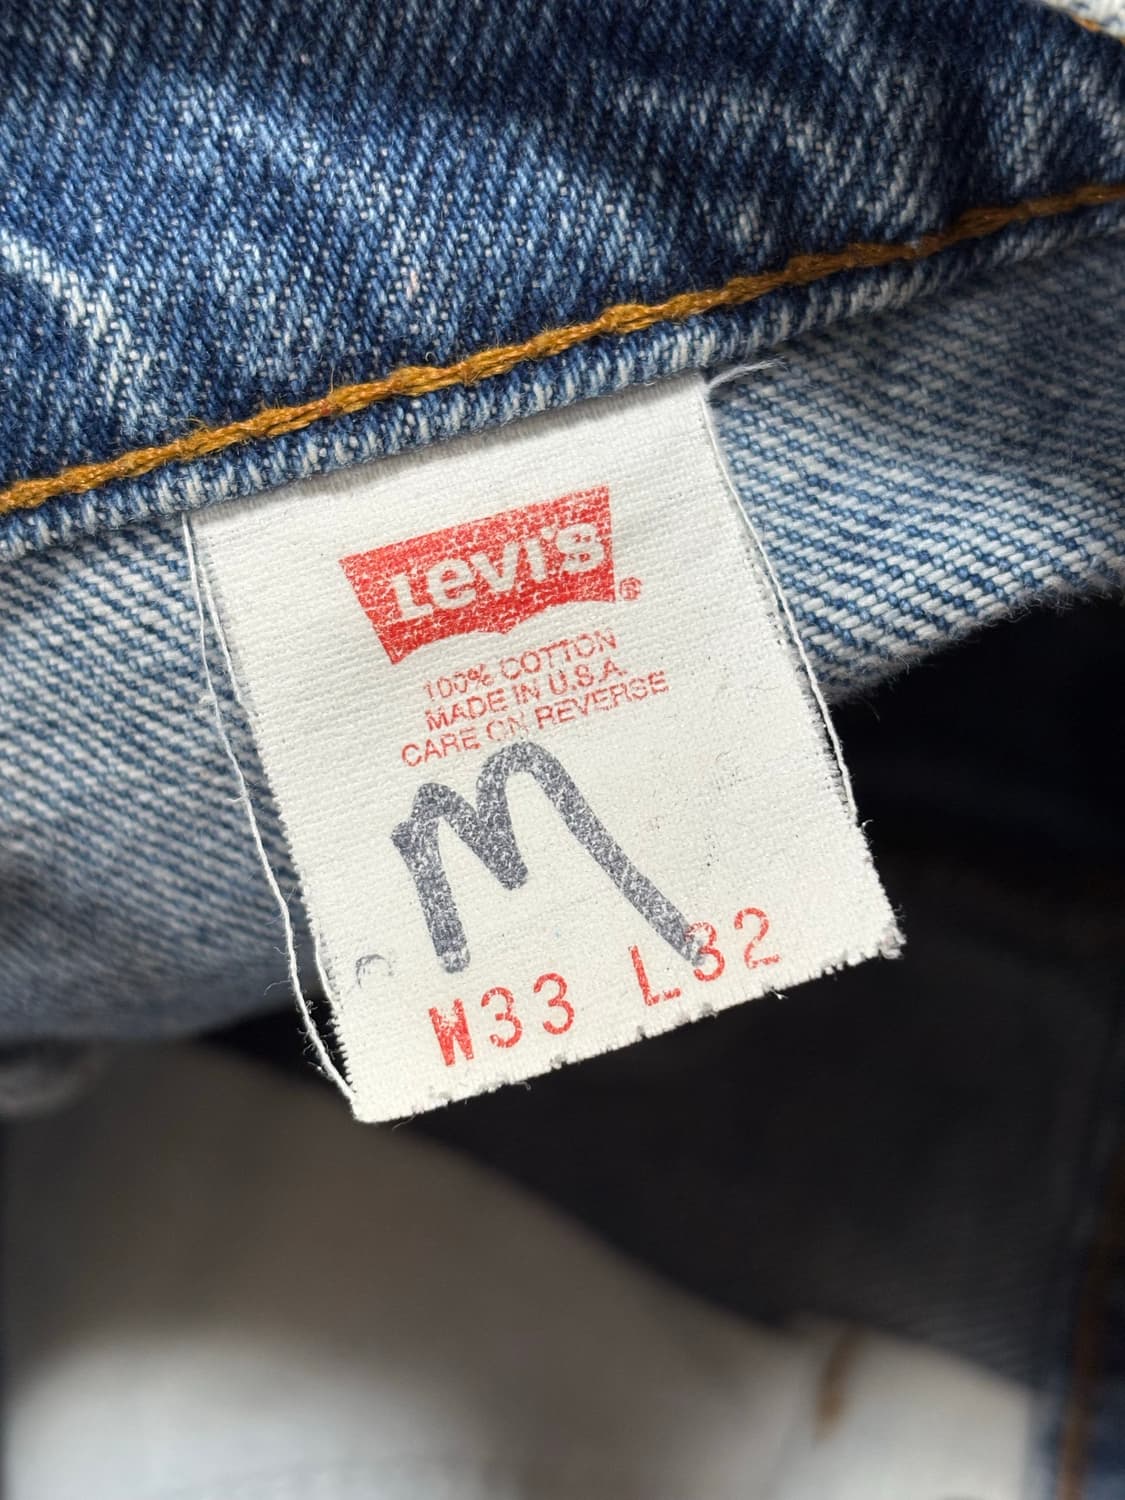 Levi's®
100% COTTON
MADE IN U.S.A.
CARE ON REVERSE
M
W33 L32